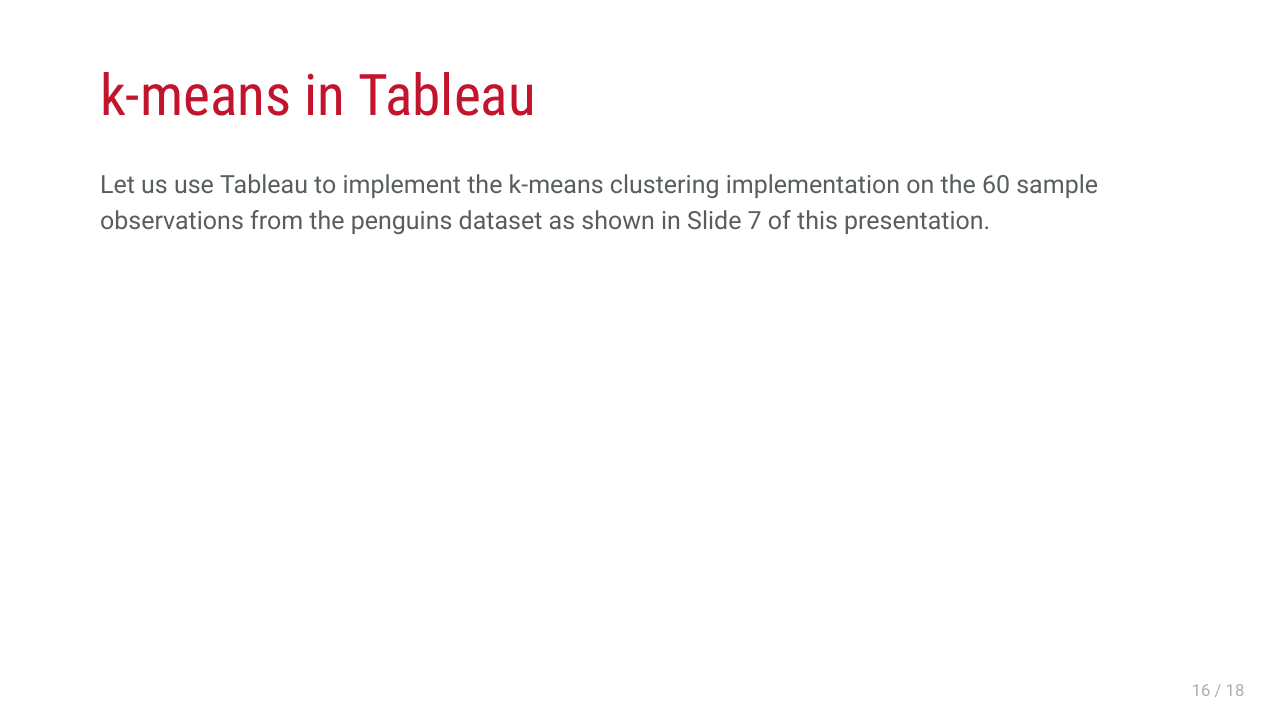 k-means in Tableau
Let us use Tableau to implement the k-means clustering implementation on the 60 sample
observations from the penguins dataset as shown in Slide 7 of this presentation.
16 / 18